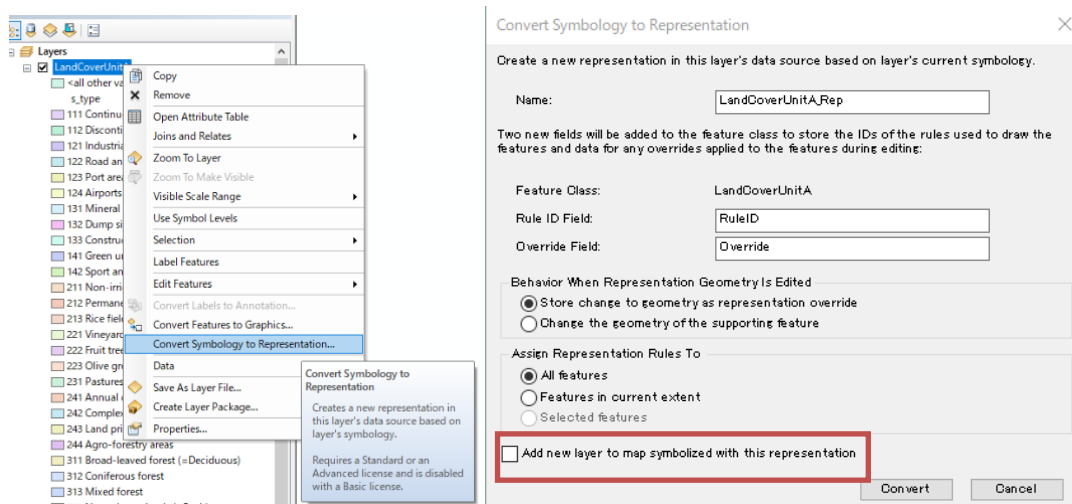 Layers
LandCoverUnitA
<all other va
s_type
111 Continu
112 Disconti
121 Industria
122 Road an
123 Port area
124 Airports
131 Mineral
132 Dump si
133 Constru
141 Green u
142 Sport an
211 Non-irri
212 Permane
213 Rice field
221 Vineyard
222 Fruit tree
223 Olive gr
231 Pastures
241 Annual
242 Complex
243 Land pri
244 Agro-forestry areas
311 Broad-leaved forest (=Deciduous)
312 Coniferous forest
313 Mixed forest
Copy
Remove
Open Attribute Table
Joins and Relates
Zoom To Layer
Zoom To Make Visible
Visible Scale Range
Use Symbol Levels
Selection
Label Features
Edit Features
Convert Labels to Annotation...
Convert Features to Graphics...
Convert Symbology to Representation...
Data
Save As Layer File...
Create Layer Package...
Properties...
Convert Symbology to
Representation
Creates a new representation in
this layer's data source based on
layer's symbology.
Requires a Standard or an
Advanced license and is disabled
with a Basic license.
Convert Symbology to Representation
Create a new representation in this layer's data source based on layer's current symbology.
Name: LandCoverUnitA_Rep
Two new fields will be added to the feature class to store the IDs of the rules used to draw the
features and data for any overrides applied to the features during editing:
Feature Class: LandCoverUnitA
Rule ID Field: RuleID
Override Field: Override
Behavior When Representation Geometry Is Edited
Store change to geometry as representation override
Change the geometry of the supporting feature
Assign Representation Rules To
All features
Features in current extent
Selected features
Add new layer to map symbolized with this representation
Convert Cancel